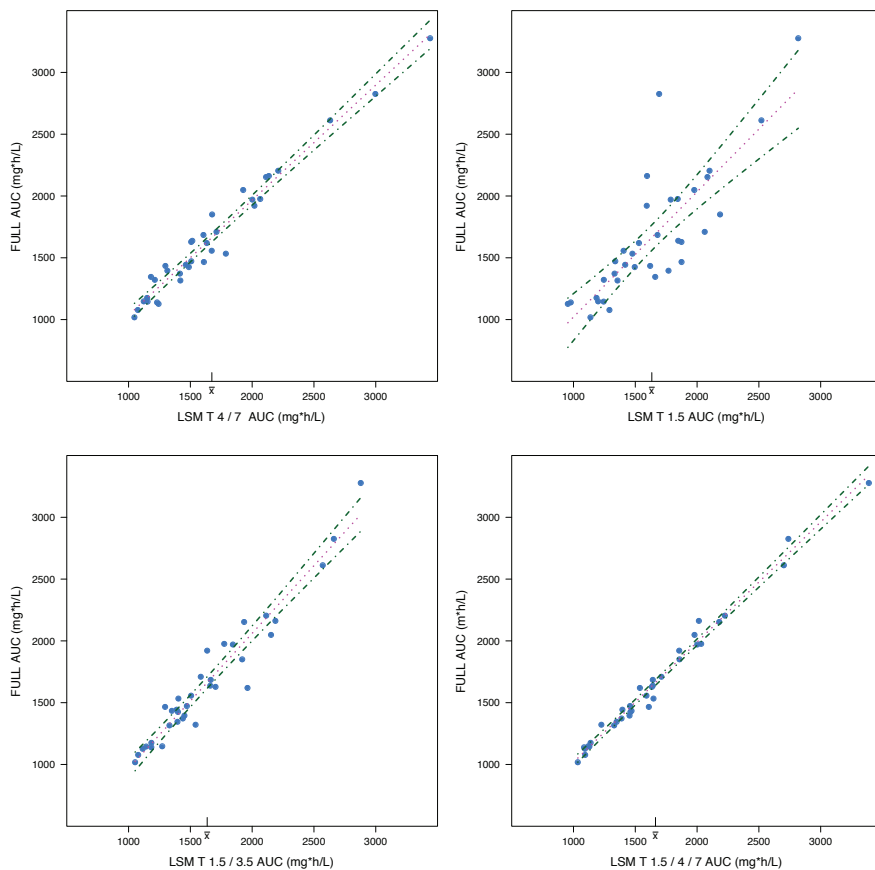 FULL AUC (mg*h/L)
3000
2500
2000
1500
1000
1000 1500 2000 2500 3000
x̅
LSM T 4 / 7 AUC (mg*h/L)
FULL AUC (mg*h/L)
3000
2500
2000
1500
1000
1000 1500 2000 2500 3000
x̅
LSM T 1.5 AUC (mg*h/L)
FULL AUC (mg*h/L)
3000
2500
2000
1500
1000
1000 1500 2000 2500 3000
x̅
LSM T 1.5 / 3.5 AUC (mg*h/L)
FULL AUC (m*h/L)
3000
2500
2000
1500
1000
1000 1500 2000 2500 3000
x̅
LSM T 1.5 / 4 / 7 AUC (mg*h/L)